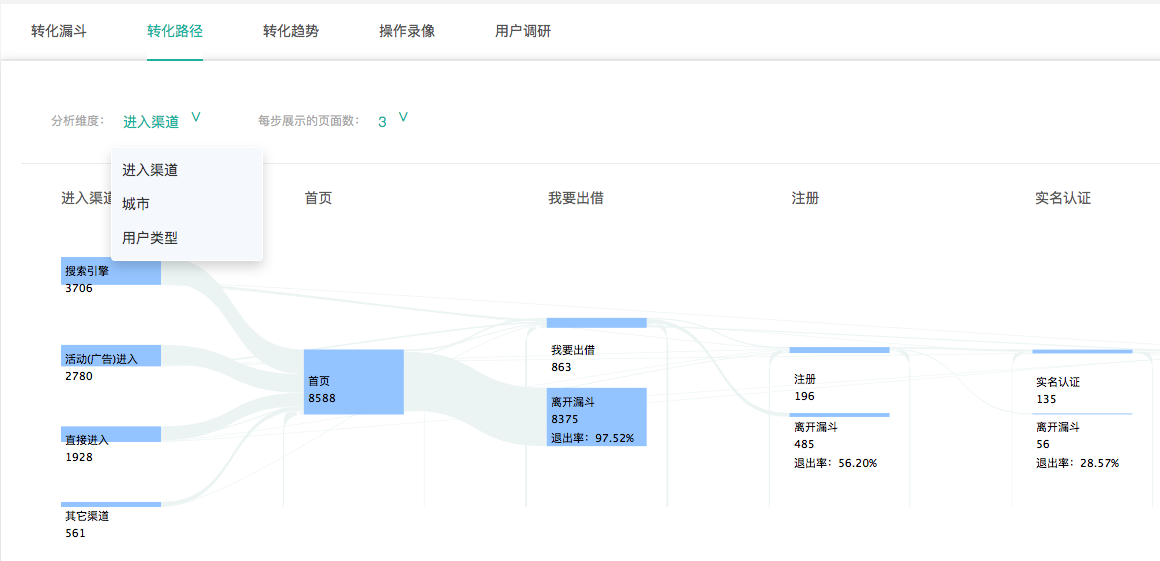 转化漏斗 转化路径 转化趋势 操作录像 用户调研
分析维度： 进入渠道 V 每步展示的页面数： 3 V
进入渠道
城市
用户类型
进入渠道 首页 我要出借 注册 实名认证
搜索引擎
3706
活动(广告)进入
2780
直接进入
1928
其它渠道
561
首页
8588
我要出借
863
离开漏斗
8375
退出率：97.52%
注册
196
离开漏斗
485
退出率：56.20%
实名认证
135
离开漏斗
56
退出率：28.57%